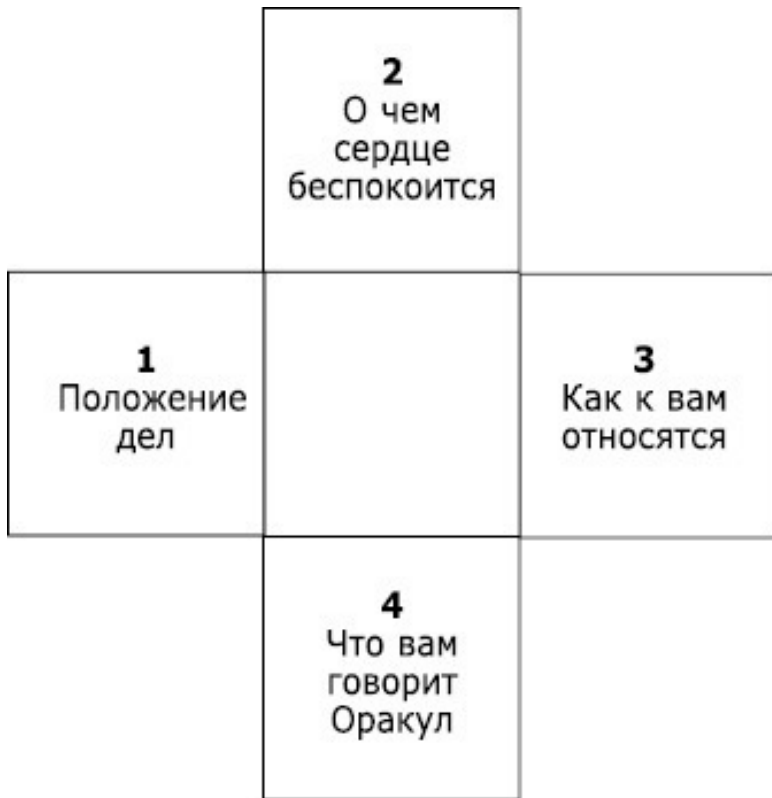 2
О чем
сердце
беспокоится
1
Положение
дел
3
Как к вам
относятся
4
Что вам
говорит
Оракул